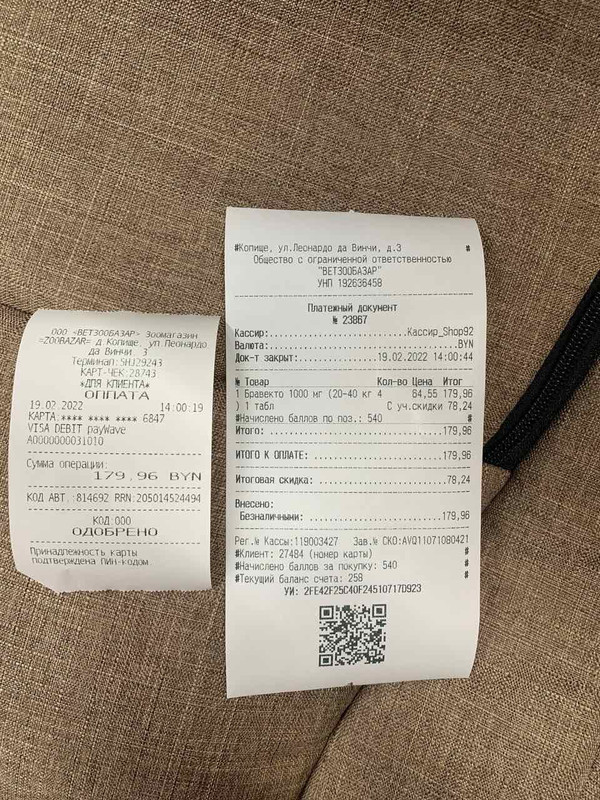 ООО «ВЕТЗООБАЗАР» Зоомагазин
«ZOOBAZAR» д.Копище, ул.Леонардо
да Винчи, 3
Терминал:SHJ29243
КАРТ-ЧЕК:28743
*ДЛЯ КЛИЕНТА*
ОПЛАТА
19.02.2022 14:00:19
КАРТА:**** **** **** 6847
VISA DEBIT payWave
A0000000031010
Сумма операции:
179,96 BYN
КОД АВТ.:814692 RRN:205014524494
КОД:000
ОДОБРЕНО
Принадлежность карты
подтверждена ПИН-кодом.
#Копище, ул.Леонардо да Винчи, д.3 #
Общество с ограниченной ответственностью
"ВЕТЗООБАЗАР"
УНП 192636458
Платежный документ
№ 23867
Кассир:..........................Кассир_Shop92
Валюта:..........................BYN
Док-т закрыт:..............19.02.2022 14:00:44
№ Товар Кол-во Цена Итог
1 Бравекто 1000 мг (20-40 кг 4 64,55 179,96
) 1 табл С уч.скидки 78,24
#Начислено баллов по поз.: 540 #
Итого:..........................179,96
ИТОГО К ОПЛАТЕ:..........................179,96
Итоговая скидка:..........................78,24
Внесено:
Безналичными:..........................179,96
Рег.№ Кассы:119003427 Зав.№ СКО:AVQ11071080421
#Клиент: 27484 (номер карты) #
#Начислено баллов за покупку: 540 #
#Текущий баланс счета: 258 #
УИ: 2FE42F25C40F24510717D923